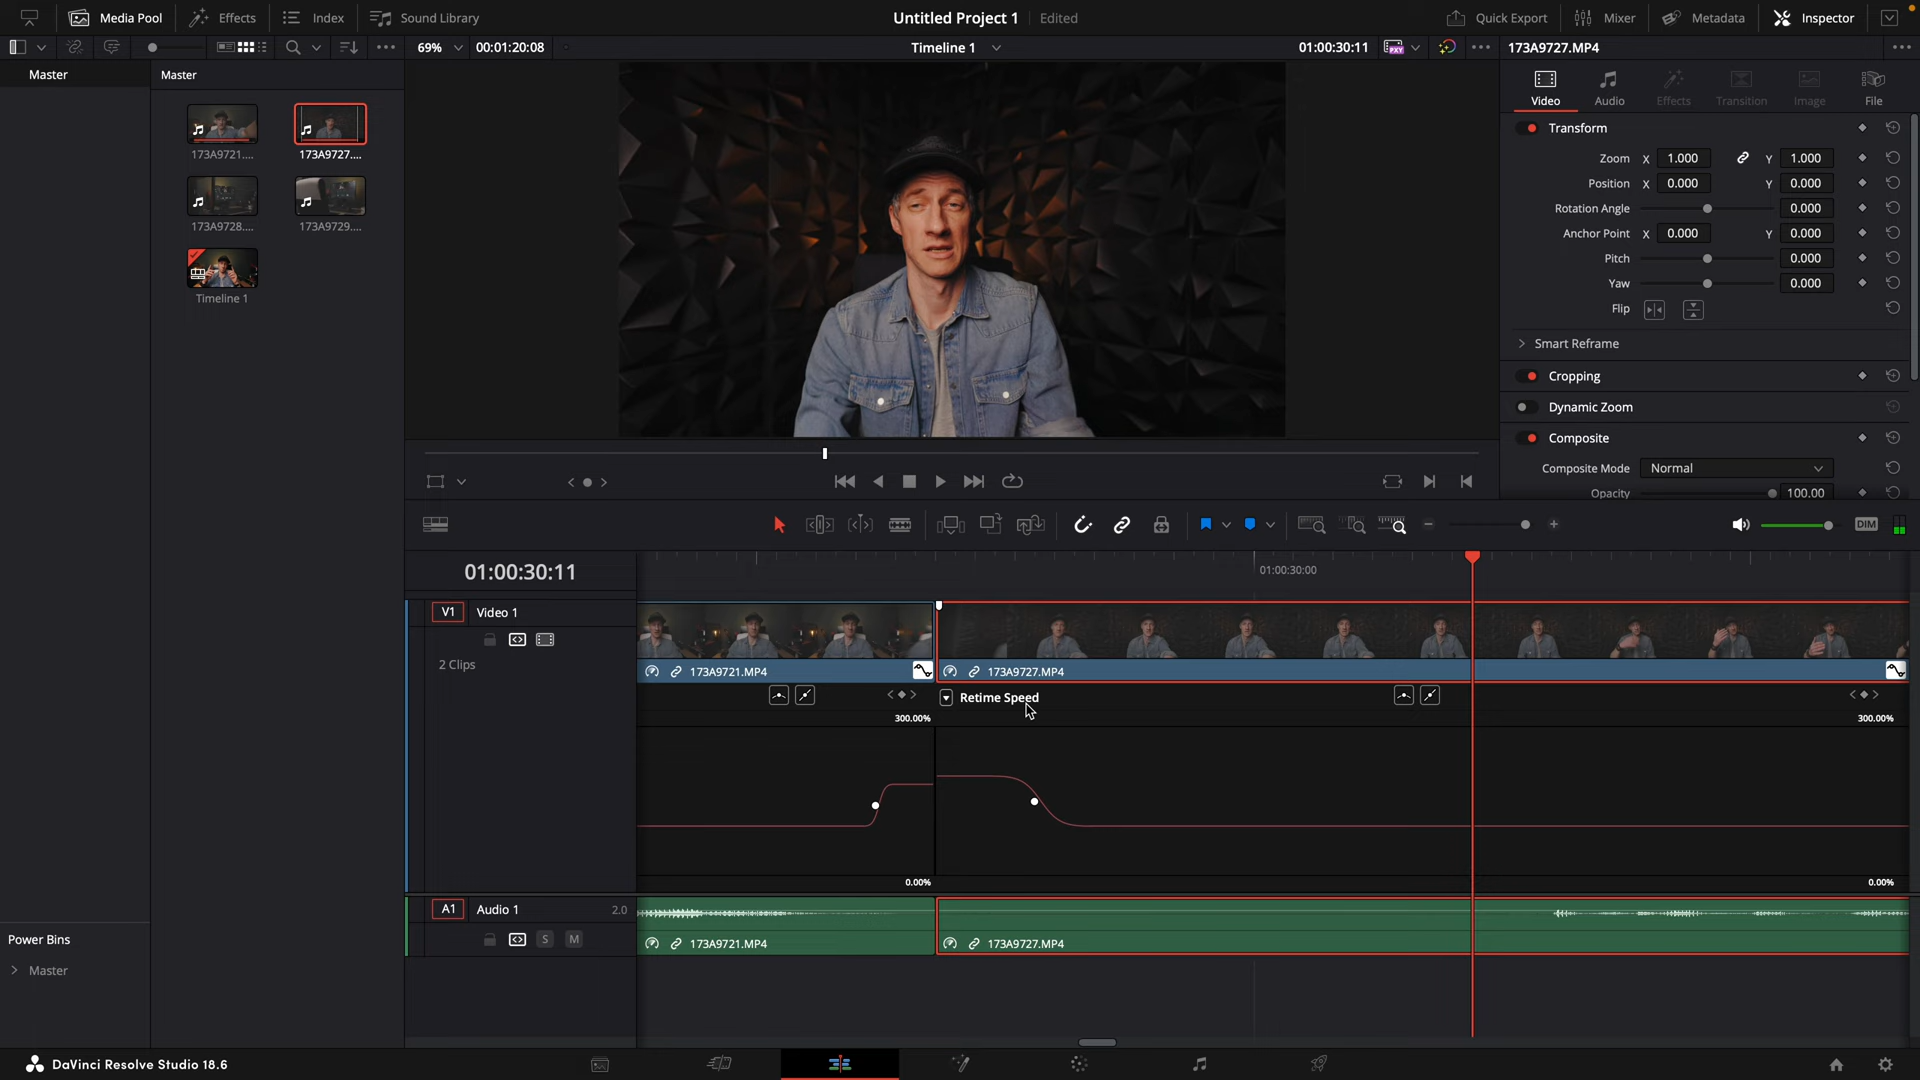 Media Pool
Effects
Index
Sound Library
Untitled Project 1
Edited
Quick Export
Mixer
Metadata
Inspector
69%
00:01:20:08
Timeline 1
01:00:30:11
PXY
173A9727.MP4
Master
Master
Video
Audio
Effects
Transition
Image
File
173A9721....
173A9727....
173A9728....
173A9729....
Timeline 1
Transform
Zoom X 1.000 Y 1.000
Position X 0.000 Y 0.000
Rotation Angle 0.000
Anchor Point X 0.000 Y 0.000
Pitch 0.000
Yaw 0.000
Flip
Smart Reframe
Cropping
Dynamic Zoom
Composite
Composite Mode Normal
Opacity 100.00
DIM
01:00:30:11
01:00:30:00
V1 Video 1
2 Clips
173A9721.MP4
173A9727.MP4
Retime Speed
300.00%
300.00%
0.00%
0.00%
A1 Audio 1 2.0
S M
173A9721.MP4
173A9727.MP4
Power Bins
Master
DaVinci Resolve Studio 18.6